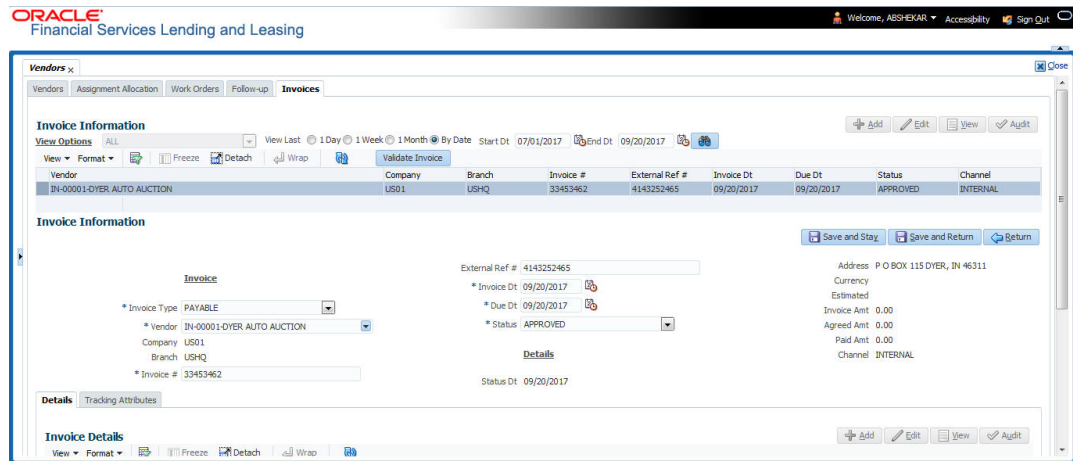 ORACLE®
Financial Services Lending and Leasing
Welcome, ABSHEKAR Accessibility Sign Out
Vendors x
Close
Vendors Assignment Allocation Work Orders Follow-up Invoices
Invoice Information
Add Edit View Audit
View Options ALL View Last 1 Day 1 Week 1 Month By Date Start Dt 07/01/2017 End Dt 09/20/2017
View Format Freeze Detach Wrap Validate Invoice
Vendor Company Branch Invoice # External Ref # Invoice Dt Due Dt Status Channel
IN-00001-DYER AUTO AUCTION US01 USHQ 33453462 4143252465 09/20/2017 09/20/2017 APPROVED INTERNAL
Invoice Information
Save and Stay Save and Return Return
Invoice
* Invoice Type PAYABLE
* Vendor IN-00001-DYER AUTO AUCTION
Company US01
Branch USHQ
* Invoice # 33453462
External Ref # 4143252465
* Invoice Dt 09/20/2017
* Due Dt 09/20/2017
* Status APPROVED
Details
Status Dt 09/20/2017
Address P O BOX 115 DYER, IN 46311
Currency
Estimated
Invoice Amt 0.00
Agreed Amt 0.00
Paid Amt 0.00
Channel INTERNAL
Details Tracking Attributes
Invoice Details
Add Edit View Audit
View Format Freeze Detach Wrap